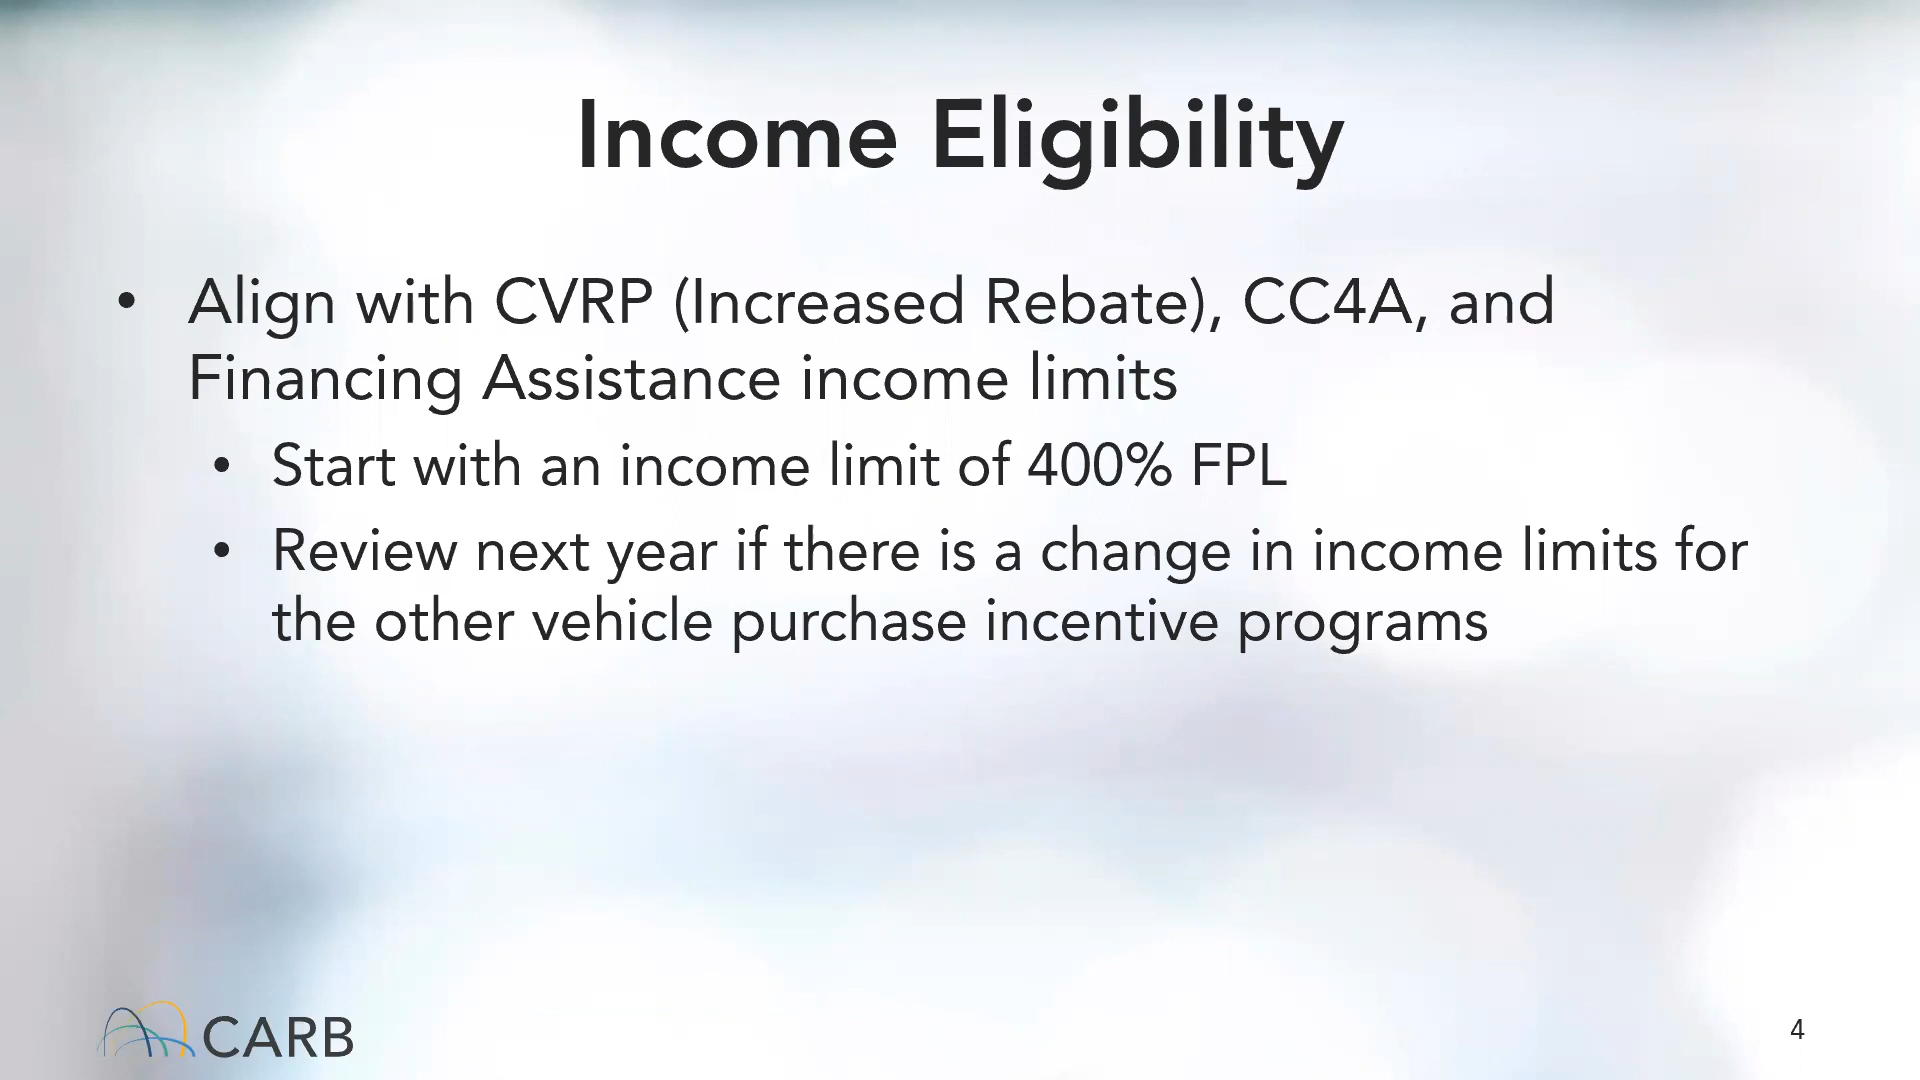 Income Eligibility
• Align with CVRP (Increased Rebate), CC4A, and
Financing Assistance income limits
• Start with an income limit of 400% FPL
• Review next year if there is a change in income limits for
the other vehicle purchase incentive programs
CARB
4